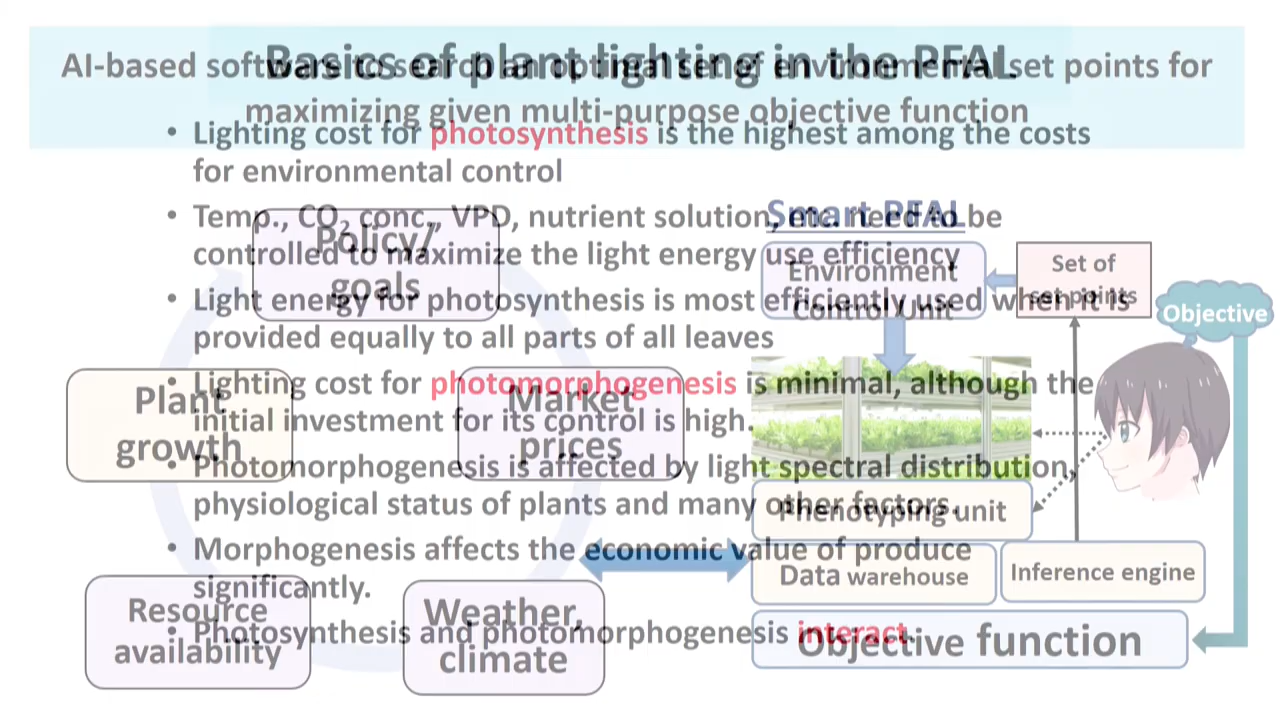 Basics of plant lighting in the PFAL
• Lighting cost for photosynthesis is the highest among the costs
for environmental control
• Temp., CO₂ conc., VPD, nutrient solution, etc. need to be
controlled to maximize the light energy use efficiency
• Light energy for photosynthesis is most efficiently used when it is
provided equally to all parts of all leaves
• Lighting cost for photomorphogenesis is minimal, although the
initial investment for its control is high.
• Photomorphogenesis is affected by light spectral distribution,
physiological status of plants and many other factors.
• Morphogenesis affects the economic value of produce
significantly.
• Photosynthesis and photomorphogenesis interact.
AI-based software to search an optimal set of environmental set points for
maximizing given multi-purpose objective function
Policy/
goals
Plant
growth
Market
prices
Resource
availability
Weather,
climate
Smart PFAL
Environment
Control Unit
Set of
set points
Objective
Phenotyping unit
Data warehouse
Inference engine
Objective function